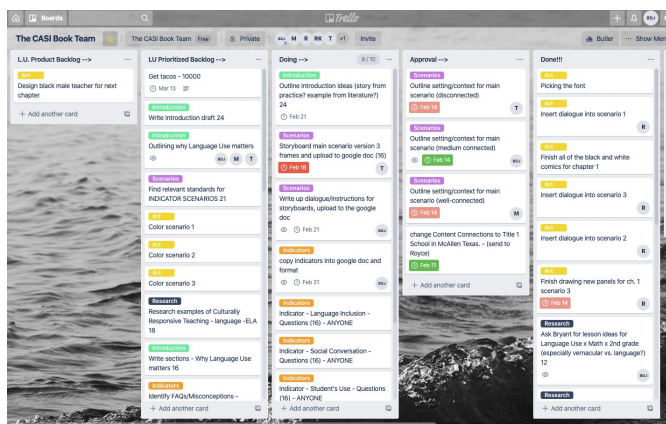 Boards
Trello
BDJ
The CASI Book Team
The CASI Book Team Free
Private
BDJ M R RK T +1
Invite
Butler
... Show Men
L.U. Product Backlog -->
Art
Design black male teacher for next
chapter
+ Add another card
LU Prioritized Backlog -->
Get tacos - 10000
Mar 13
Introduction
Write Introduction draft 24
Introduction
Outlining why Language Use matters
BDJ M T
Scenarios
Find relevant standards for
INDICATOR SCENARIOS 21
Art
Color scenario 1
Art
Color scenario 2
Art
Color scenario 3
Research
Research examples of Culturally
Responsive Teaching - language -ELA
18
Introduction
Write sections - Why Language Use
matters 16
Indicators
Identify FAQs/Misconceptions -
+ Add another card
Doing -->
9 / 10
Introduction
Outline Introduction ideas (story from
practice? example from literature?)
24
Feb 21
Scenarios
Storyboard main scenario version 3
frames and upload to google doc (16)
Feb 18
T
Scenarios
Write up dialogue/instructions for
storyboards, upload to the google
doc
Feb 21
BDJ
Indicators
copy indicators into google doc and
format
Feb 21
BDJ
Indicators
Indicator - Language Inclusion -
Questions (16) - ANYONE
Indicators
Indicator - Social Conversation -
Questions (16) - ANYONE
Indicators
Indicator - Student's Use - Questions
(16) - ANYONE
+ Add another card
Approval -->
Scenarios
Outline setting/context for main
scenario (disconnected)
Feb 14
T
Scenarios
Outline setting/context for main
scenario (medium connected)
Feb 14
BDJ
Scenarios
Outline setting/context for main
scenario (well-connected)
Feb 14
M
change Content Connections to Title 1
School in McAllen Texas. - (send to
Royce)
Feb 11
+ Add another card
Done!!!
Art
Picking the font
Art
Insert dialogue into scenario 1
R
Art
Finish all of the black and white
comics for chapter 1
Art
Insert dialogue into scenario 3
R
Art
Insert dialogue into scenario 2
R
Art
Finish drawing new panels for ch. 1
scenario 3
Feb 14
R
Research
Ask Bryant for lesson ideas for
Language Use x Math x 2nd grade
(especially vernacular vs. language?)
12
BDJ
Research
+ Add another card